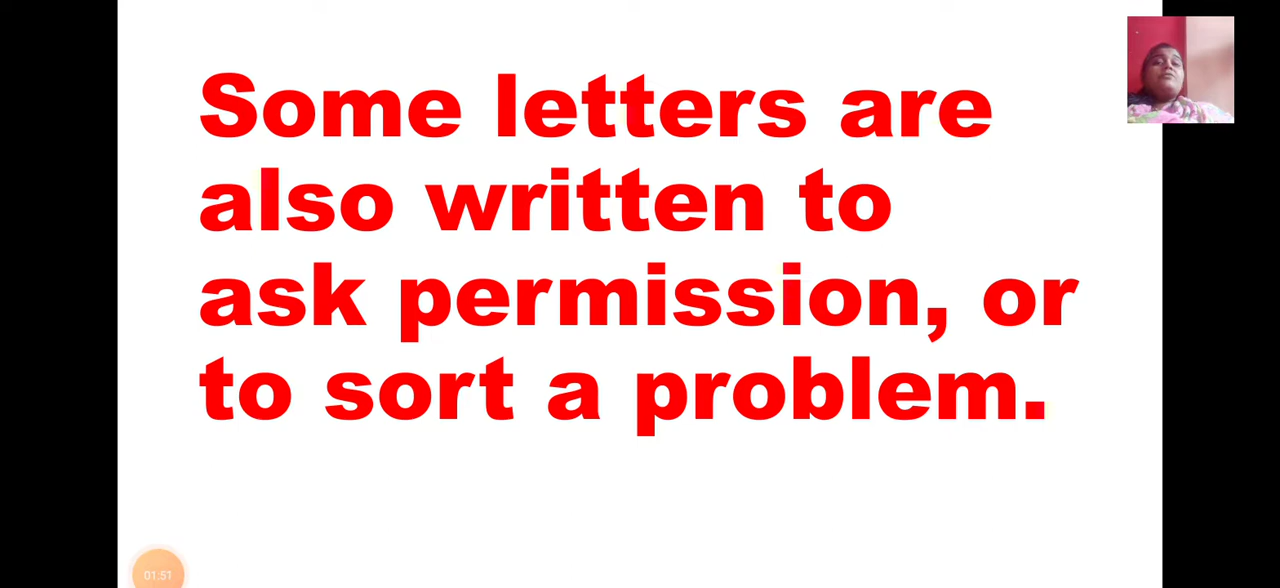 Some letters are
also written to
ask permission, or
to sort a problem.
01:51